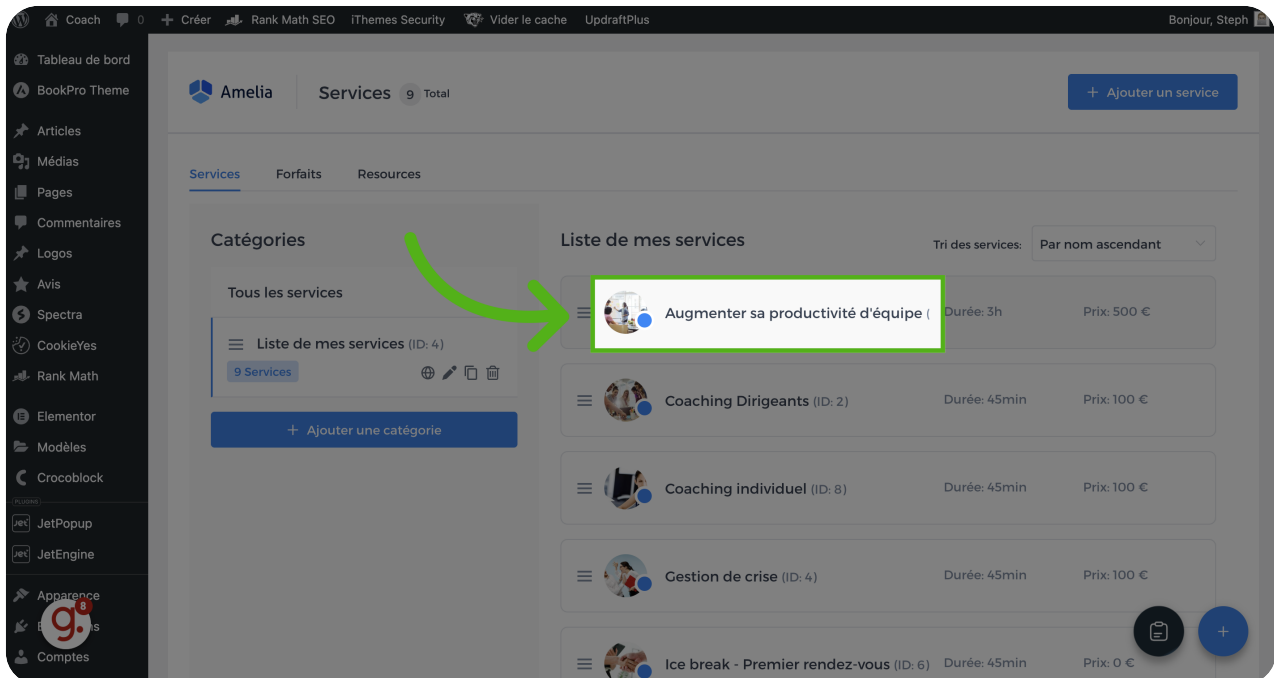 Coach 0 Créer Rank Math SEO iThemes Security Vider le cache UpdraftPlus Bonjour, Steph
Tableau de bord
BookPro Theme
Articles
Médias
Pages
Commentaires
Logos
Avis
Spectra
CookieYes
Rank Math
Elementor
Modèles
Crocoblock
PLUGINS
Jet JetPopup
Jet JetEngine
Apparence
g. 8
Comptes
Amelia Services 9 Total
+ Ajouter un service
Services Forfaits Resources
Catégories
Tous les services
Liste de mes services (ID: 4)
9 Services
+ Ajouter une catégorie
Liste de mes services
Tri des services: Par nom ascendant
Augmenter sa productivité d'équipe ( Durée: 3h Prix: 500 €
Coaching Dirigeants (ID: 2) Durée: 45min Prix: 100 €
Coaching individuel (ID: 8) Durée: 45min Prix: 100 €
Gestion de crise (ID: 4) Durée: 45min Prix: 100 €
Ice break - Premier rendez-vous (ID: 6) Durée: 45min Prix: 0 €
+